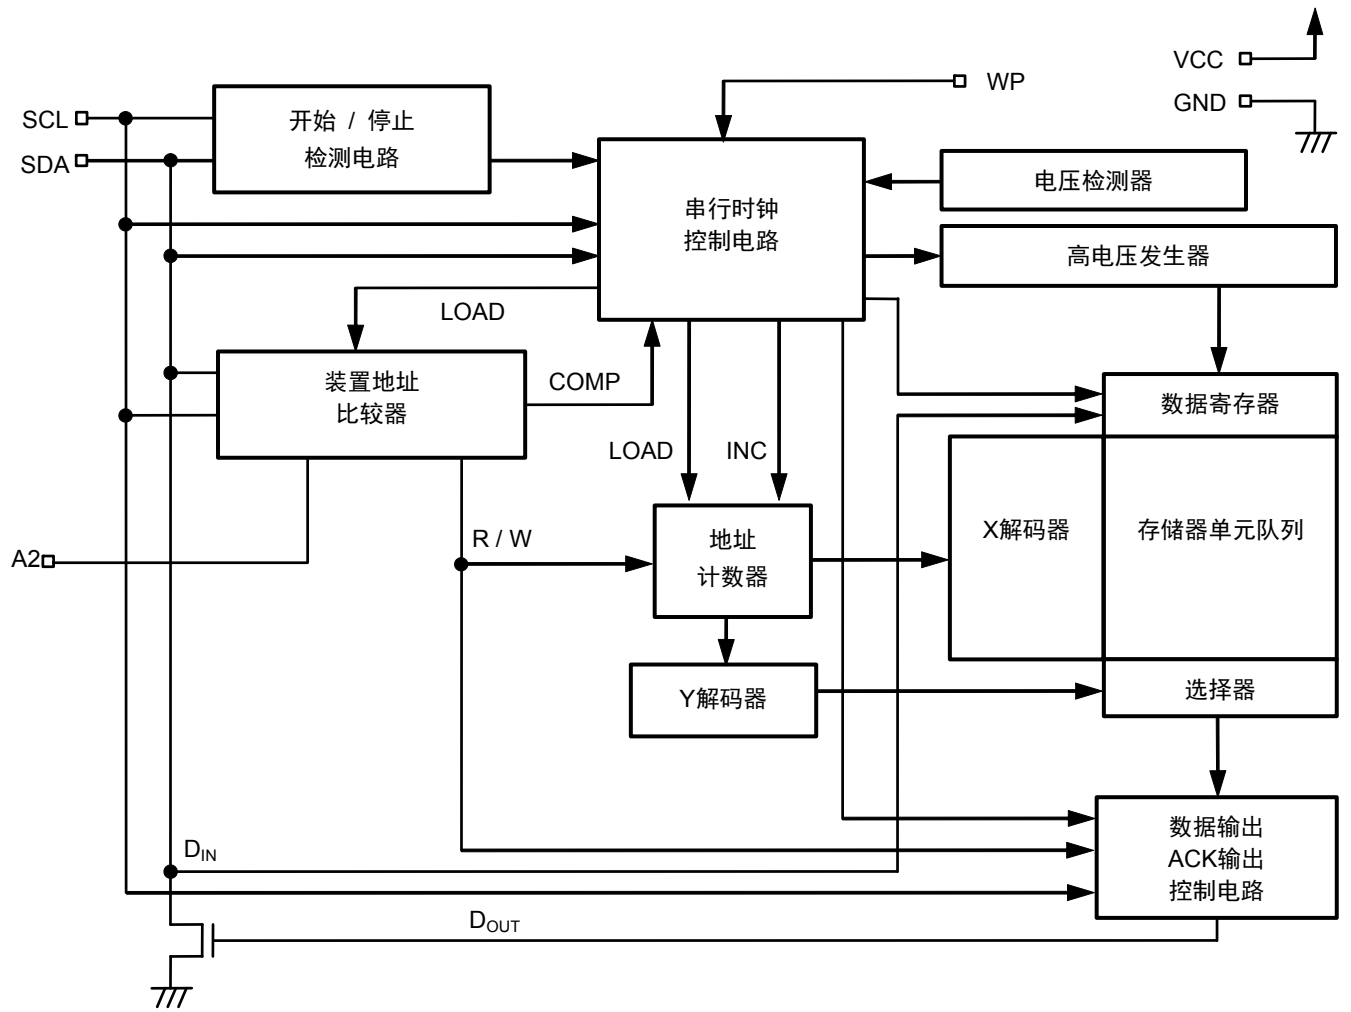 VCC
WP
GND
SCL
SDA
开始 / 停止
检测电路
串行时钟
控制电路
电压检测器
高电压发生器
LOAD
装置地址
比较器
COMP
数据寄存器
LOAD
INC
A2
R / W
地址
计数器
X解码器
存储器单元队列
Y解码器
选择器
DIN
数据输出
ACK输出
控制电路
DOUT